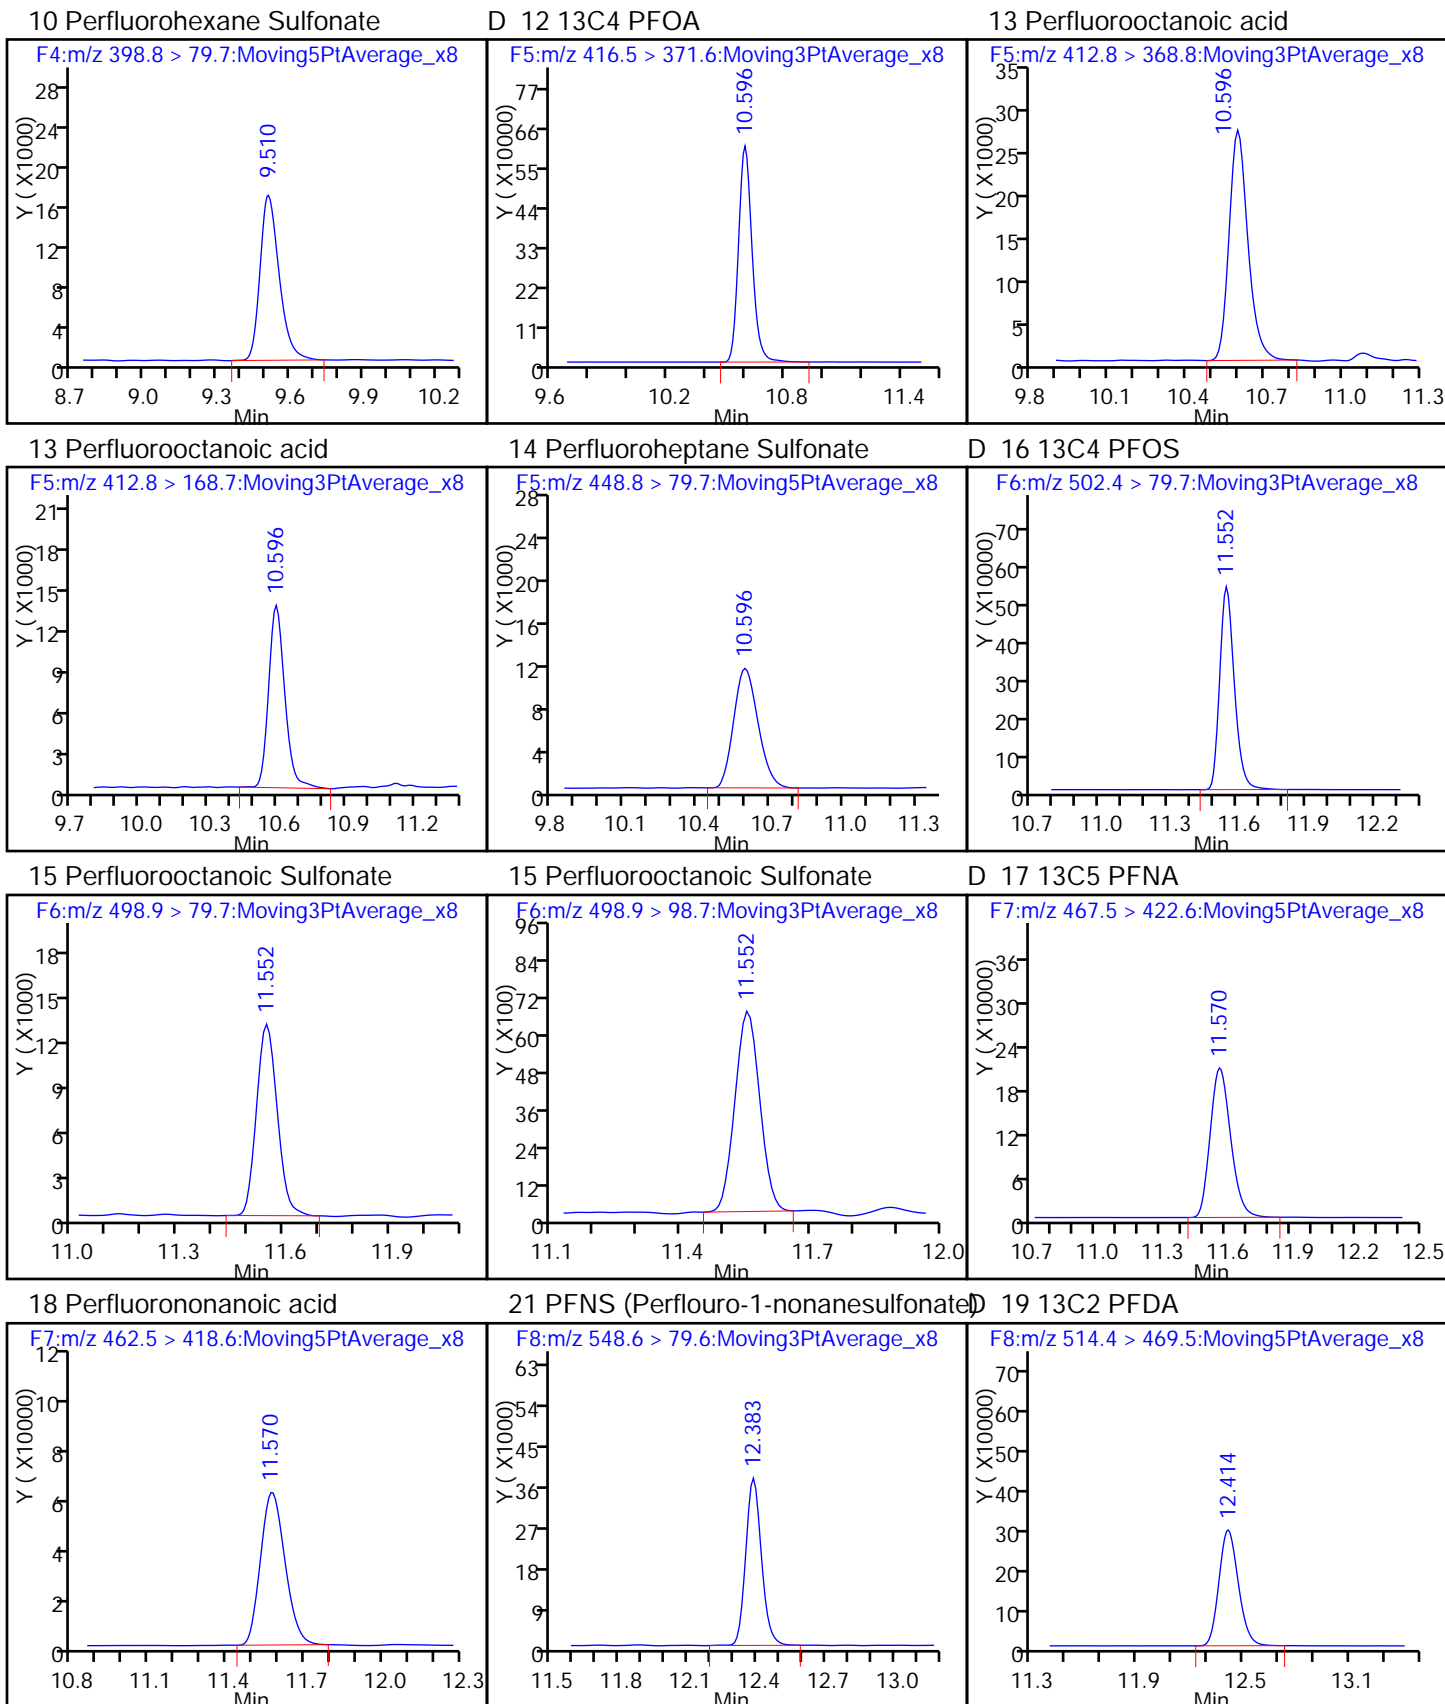 10 Perfluorohexane Sulfonate
F4:m/z 398.8 > 79.7:Moving5PtAverage_x8
Y ( X1000)
28
24
20
16
12
8
4
0
9.510
8.7 9.0 9.3 9.6 9.9 10.2
Min
D 12 13C4 PFOA
F5:m/z 416.5 > 371.6:Moving3PtAverage_x8
Y ( X10000)
77
66
55
44
33
22
11
0
10.596
9.6 10.2 10.8 11.4
Min
13 Perfluorooctanoic acid
F5:m/z 412.8 > 368.8:Moving3PtAverage_x8
Y ( X1000)
35
30
25
20
15
10
5
0
10.596
9.8 10.1 10.4 10.7 11.0 11.3
Min
13 Perfluorooctanoic acid
F5:m/z 412.8 > 168.7:Moving3PtAverage_x8
Y ( X1000)
21
18
15
12
9
6
3
0
10.596
9.7 10.0 10.3 10.6 10.9 11.2
Min
14 Perfluoroheptane Sulfonate
F5:m/z 448.8 > 79.7:Moving5PtAverage_x8
Y ( X1000)
28
24
20
16
12
8
4
0
10.596
9.8 10.1 10.4 10.7 11.0 11.3
Min
D 16 13C4 PFOS
F6:m/z 502.4 > 79.7:Moving3PtAverage_x8
Y ( X10000)
70
60
50
40
30
20
10
0
11.552
10.7 11.0 11.3 11.6 11.9 12.2
Min
15 Perfluorooctanoic Sulfonate
F6:m/z 498.9 > 79.7:Moving3PtAverage_x8
Y ( X1000)
18
15
12
9
6
3
0
11.552
11.0 11.3 11.6 11.9
Min
15 Perfluorooctanoic Sulfonate
F6:m/z 498.9 > 98.7:Moving3PtAverage_x8
Y ( X100)
96
84
72
60
48
36
24
12
0
11.552
11.1 11.4 11.7 12.0
Min
D 17 13C5 PFNA
F7:m/z 467.5 > 422.6:Moving5PtAverage_x8
Y ( X10000)
36
30
24
18
12
6
0
11.570
10.7 11.0 11.3 11.6 11.9 12.2 12.5
Min
18 Perfluorononanoic acid
F7:m/z 462.5 > 418.6:Moving5PtAverage_x8
Y ( X10000)
12
10
8
6
4
2
0
11.570
10.8 11.1 11.4 11.7 12.0 12.3
Min
21 PFNS (Perflouro-1-nonanesulfonate)
F8:m/z 548.6 > 79.6:Moving3PtAverage_x8
Y ( X1000)
63
54
45
36
27
18
9
0
12.383
11.5 11.8 12.1 12.4 12.7 13.0
Min
D 19 13C2 PFDA
F8:m/z 514.4 > 469.5:Moving5PtAverage_x8
Y ( X10000)
70
60
50
40
30
20
10
0
12.414
11.3 11.9 12.5 13.1
Min